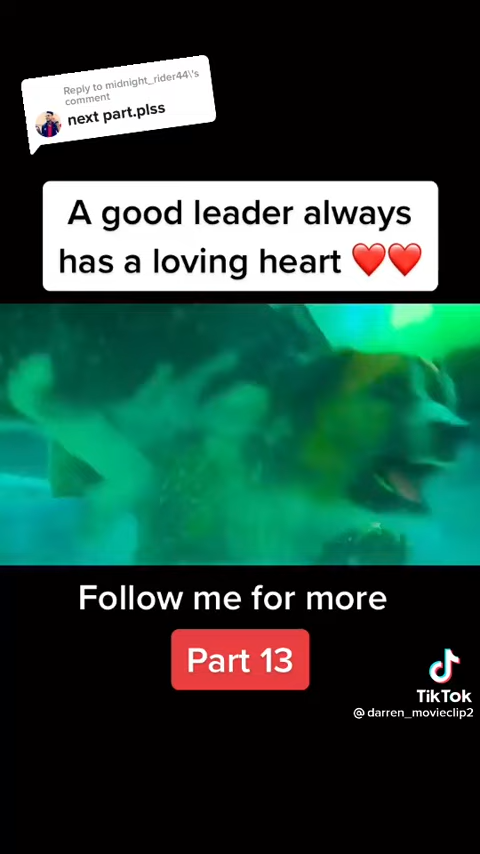 Reply to midnight_rider44\'s
comment
next part.plss
A good leader always
has a loving heart ❤️❤️
Follow me for more
Part 13
TikTok
@darren_movieclip2